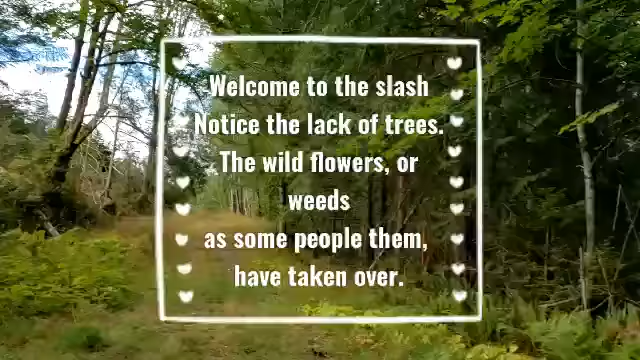 Welcome to the slash
Notice the lack of trees.
The wild flowers, or
weeds
as some people them,
have taken over.